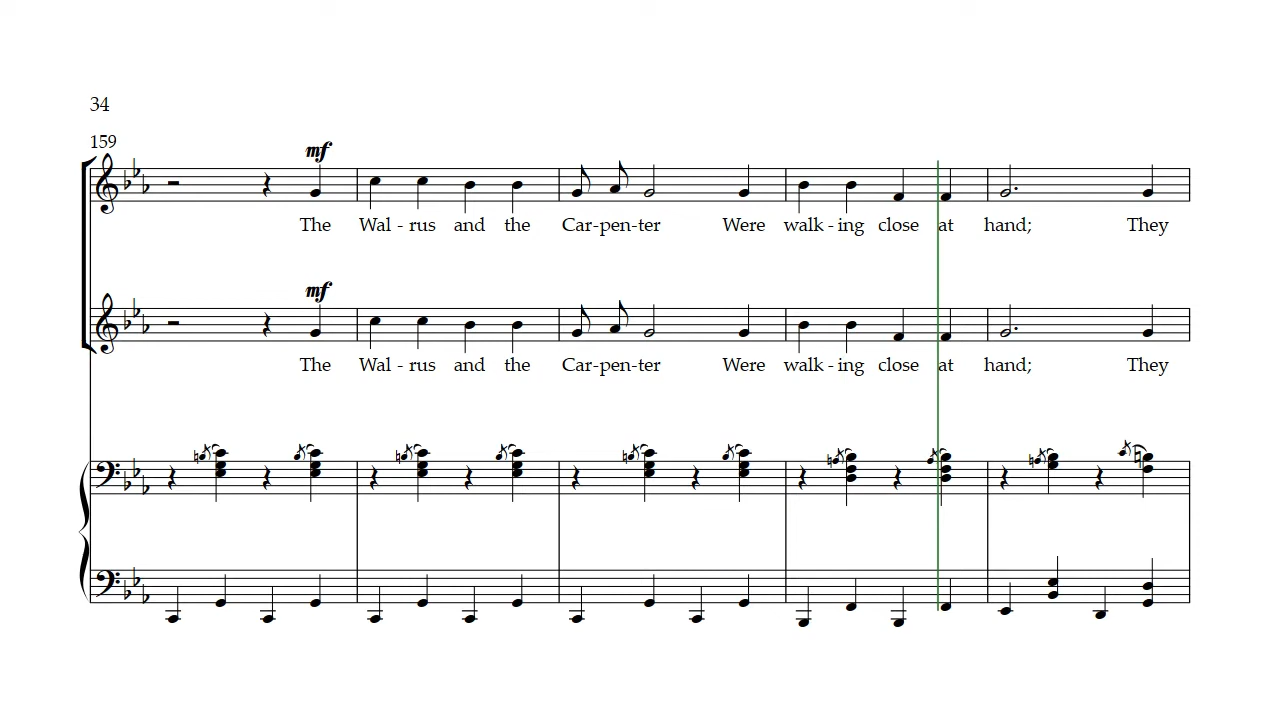 34
159
mf
The Wal - rus and the Car-pen-ter Were walk - ing close at hand; They
mf
The Wal - rus and the Car-pen-ter Were walk - ing close at hand; They